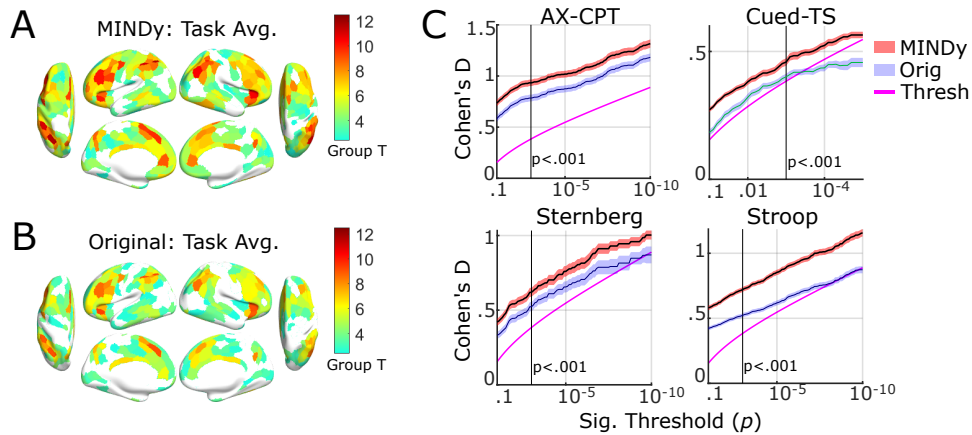 A
MINDy: Task Avg.
12
10
8
6
4
Group T
B
Original: Task Avg.
12
10
8
6
4
Group T
C
AX-CPT
Cued-TS
MINDy
Orig
Thresh
Cohen's D
1.5
1
.5
0
p<.001
.1
10-5
10-10
.5
0
p<.001
.1
.01
10-4
Sternberg
Stroop
Cohen's D
1
.5
0
p<.001
.1
10-5
10-10
1
.5
0
p<.001
.1
10-5
10-10
Sig. Threshold (p)